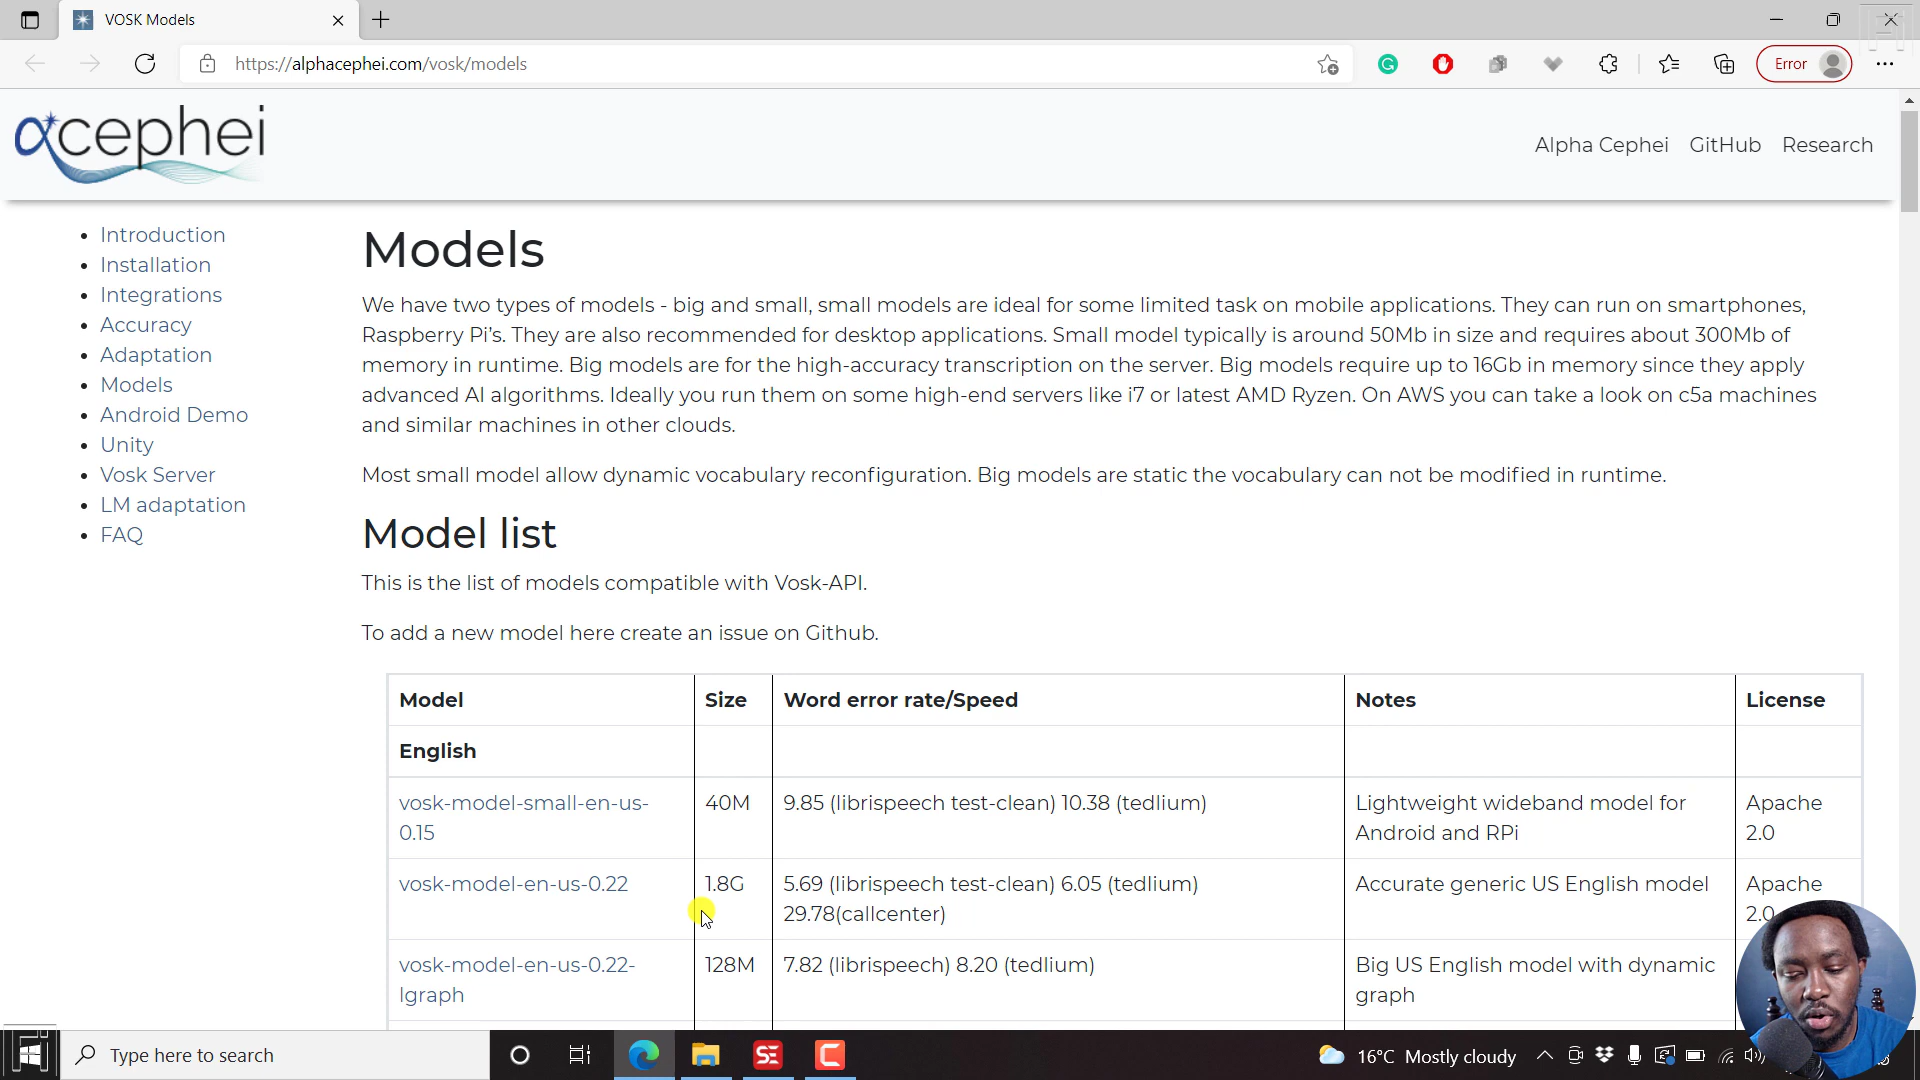 VOSK Models
https://alphacephei.com/vosk/models
Error
αcephei
Alpha Cephei GitHub Research
Introduction
Installation
Integrations
Accuracy
Adaptation
Models
Android Demo
Unity
Vosk Server
LM adaptation
FAQ
Models
We have two types of models - big and small, small models are ideal for some limited task on mobile applications. They can run on smartphones,
Raspberry Pi's. They are also recommended for desktop applications. Small model typically is around 50Mb in size and requires about 300Mb of
memory in runtime. Big models are for the high-accuracy transcription on the server. Big models require up to 16Gb in memory since they apply
advanced AI algorithms. Ideally you run them on some high-end servers like i7 or latest AMD Ryzen. On AWS you can take a look on c5a machines
and similar machines in other clouds.
Most small model allow dynamic vocabulary reconfiguration. Big models are static the vocabulary can not be modified in runtime.
Model list
This is the list of models compatible with Vosk-API.
To add a new model here create an issue on Github.
Model Size Word error rate/Speed Notes License
English
vosk-model-small-en-us- 40M 9.85 (librispeech test-clean) 10.38 (tedlium) Lightweight wideband model for Apache
0.15 Android and RPi 2.0
vosk-model-en-us-0.22 1.8G 5.69 (librispeech test-clean) 6.05 (tedlium) Accurate generic US English model Apache
29.78(callcenter) 2.0
vosk-model-en-us-0.22- 128M 7.82 (librispeech) 8.20 (tedlium) Big US English model with dynamic
lgraph graph
Type here to search
SE
16°C Mostly cloudy